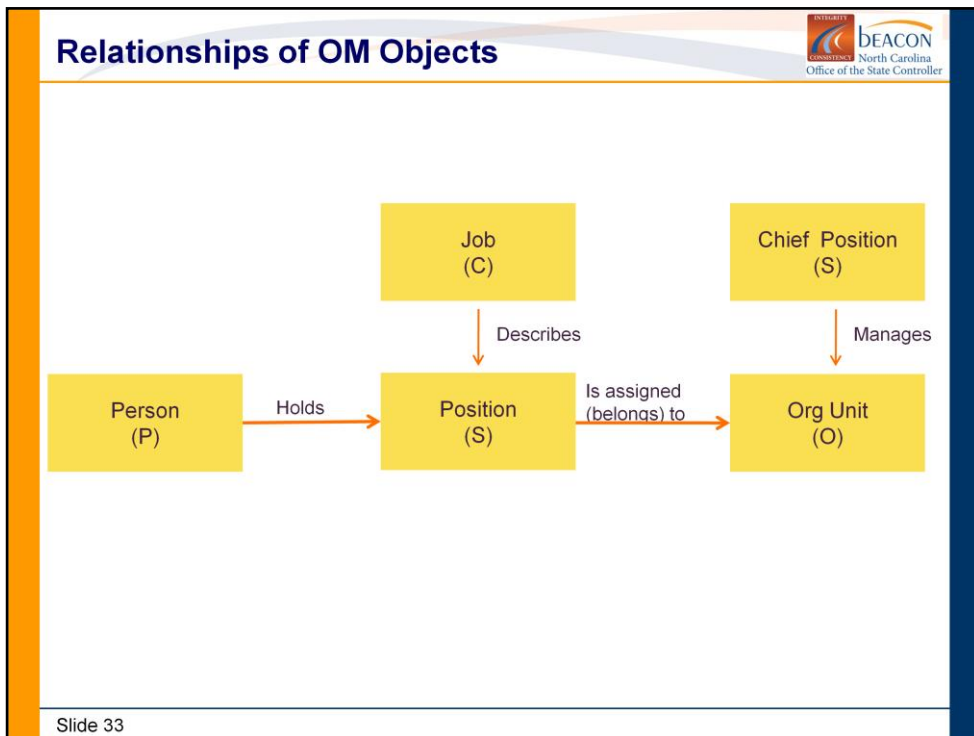 Relationships of OM Objects
INTEGRITY
CONSISTENCY
bEACON
North Carolina
Office of the State Controller
Job
(C)
Chief Position
(S)
Describes
Manages
Person
(P)
Holds
Position
(S)
Is assigned
(belongs) to
Org Unit
(O)
Slide 33